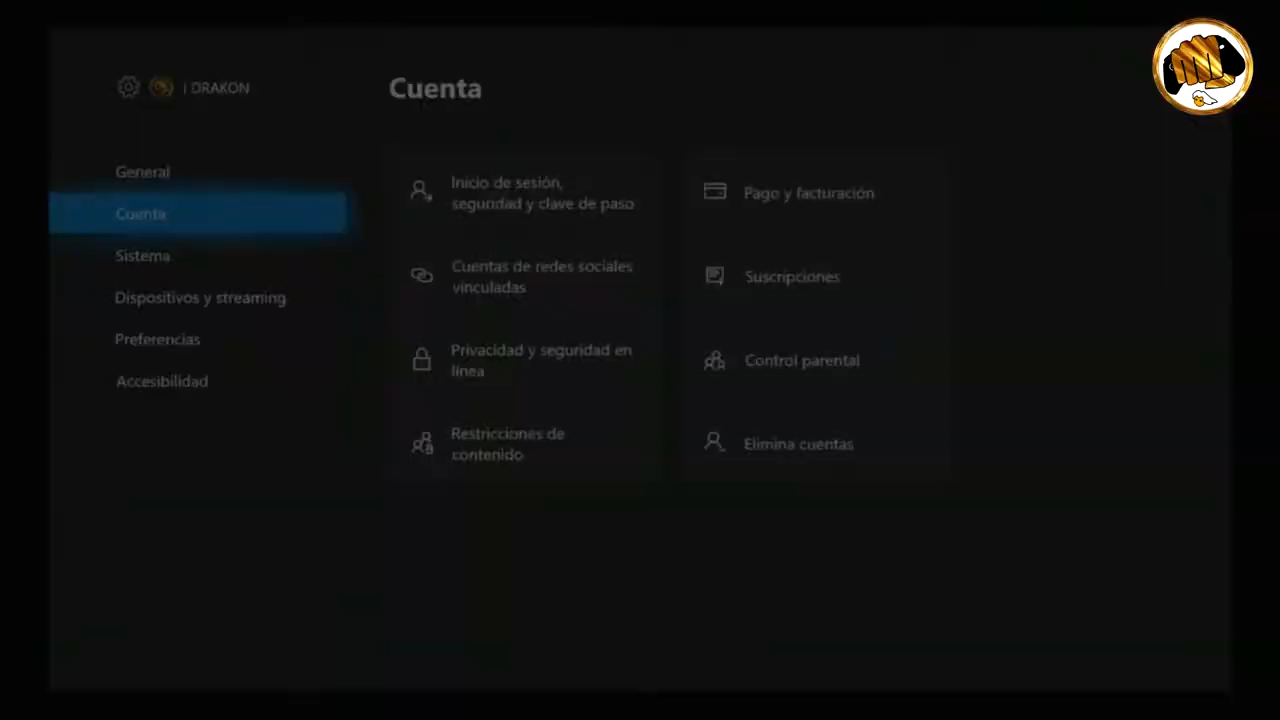 I DRAKON
Cuenta
General
Cuenta
Sistema
Dispositivos y streaming
Preferencias
Accesibilidad
Inicio de sesión,
seguridad y clave de paso
Cuentas de redes sociales
vinculadas
Privacidad y seguridad en
línea
Restricciones de
contenido
Pago y facturación
Suscripciones
Control parental
Elimina cuentas